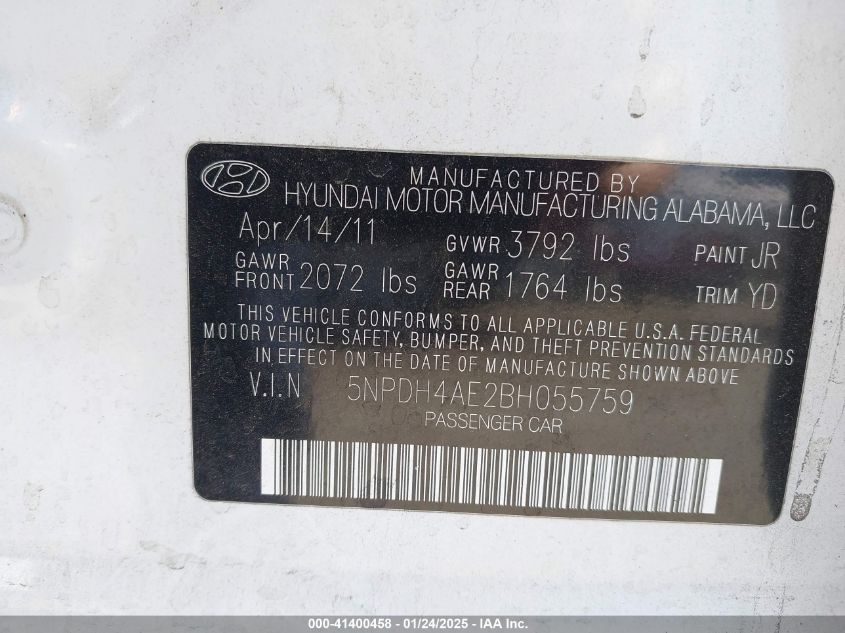 MANUFACTURED BY
HYUNDAI MOTOR MANUFACTURING ALABAMA, LLC
Apr/14/11 GVWR 3792 lbs PAINT JR
GAWR FRONT 2072 lbs GAWR REAR 1764 lbs TRIM YD
THIS VEHICLE CONFORMS TO ALL APPLICABLE U.S.A. FEDERAL
MOTOR VEHICLE SAFETY, BUMPER, AND THEFT PREVENTION STANDARDS
IN EFFECT ON THE DATE OF MANUFACTURE SHOWN ABOVE
V.I.N 5NPDH4AE2BH055759
PASSENGER CAR
000-41400458 - 01/24/2025 - © IAA, Inc.